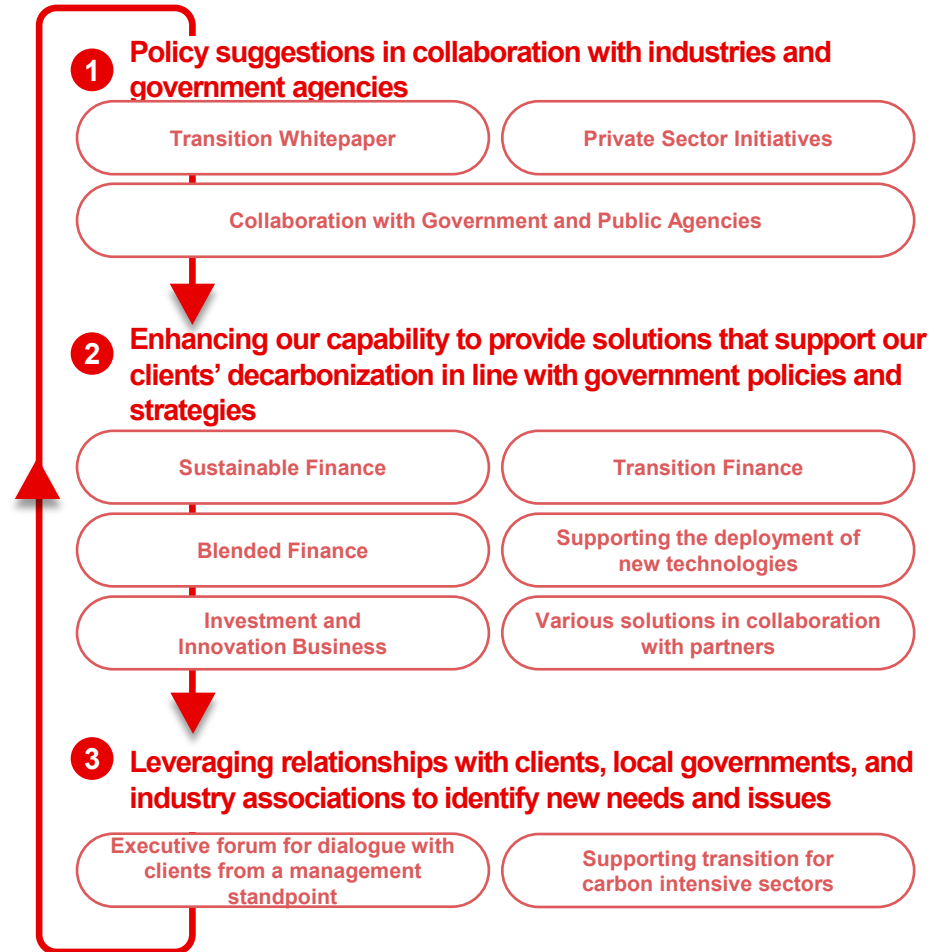 1
Policy suggestions in collaboration with industries and
government agencies
Transition Whitepaper
Private Sector Initiatives
Collaboration with Government and Public Agencies
2
Enhancing our capability to provide solutions that support our
clients’ decarbonization in line with government policies and
strategies
Sustainable Finance
Transition Finance
Blended Finance
Supporting the deployment of
new technologies
Investment and
Innovation Business
Various solutions in collaboration
with partners
3
Leveraging relationships with clients, local governments, and
industry associations to identify new needs and issues
Executive forum for dialogue with
clients from a management
standpoint
Supporting transition for
carbon intensive sectors